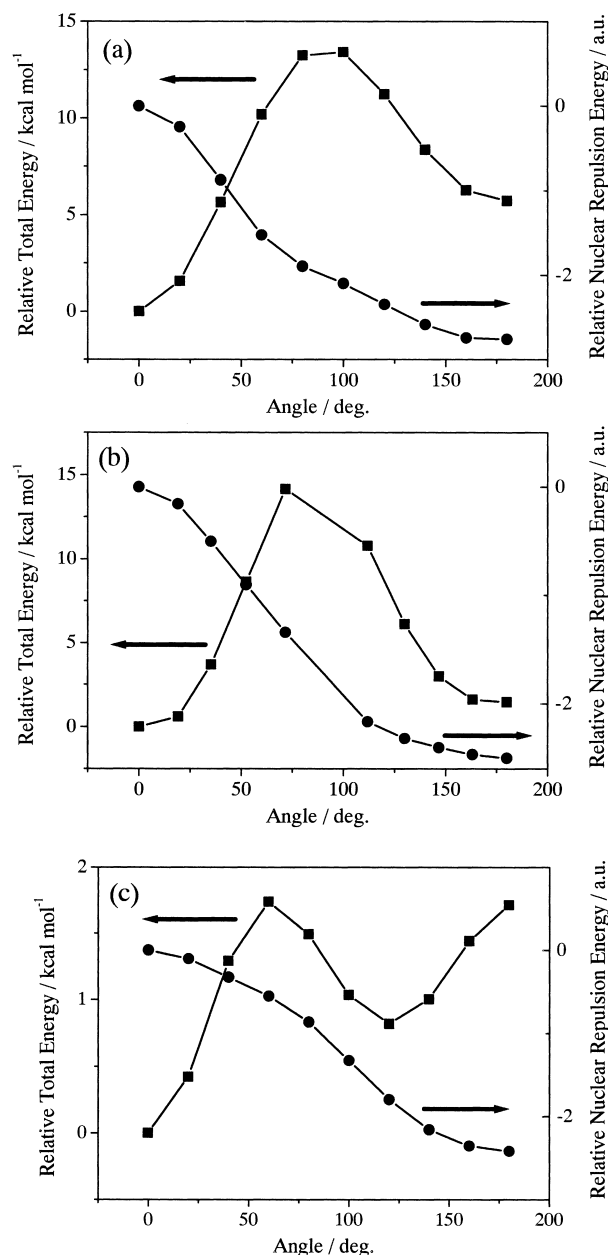 (a)
15
10
5
0
Relative Total Energy / kcal mol-1
0
-2
Relative Nuclear Repulsion Energy / a.u.
0
50
100
150
200
Angle / deg.
(b)
15
10
5
0
Relative Total Energy / kcal mol-1
0
-2
Relative Nuclear Repulsion Energy / a.u.
0
50
100
150
200
Angle / deg.
(c)
2
1
0
Relative Total Energy / kcal mol-1
0
-2
Relative Nuclear Repulsion Energy / a.u.
0
50
100
150
200
Angle / deg.